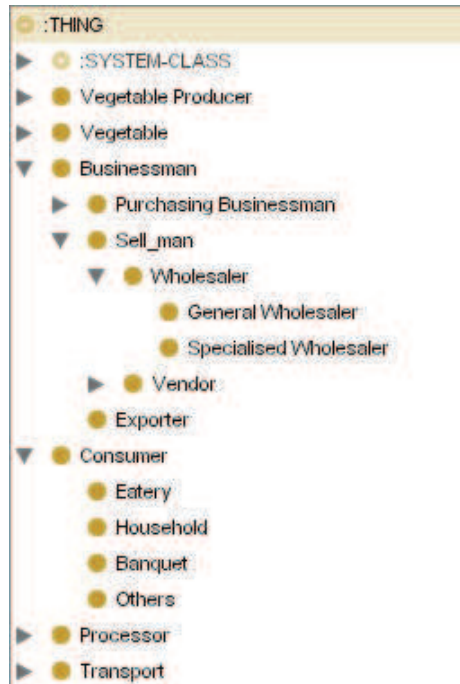 :THING
:SYSTEM-CLASS
Vegetable Producer
Vegetable
Businessman
Purchasing Businessman
Sell_man
Wholesaler
General Wholesaler
Specialised Wholesaler
Vendor
Exporter
Consumer
Eatery
Household
Banquet
Others
Processor
Transport